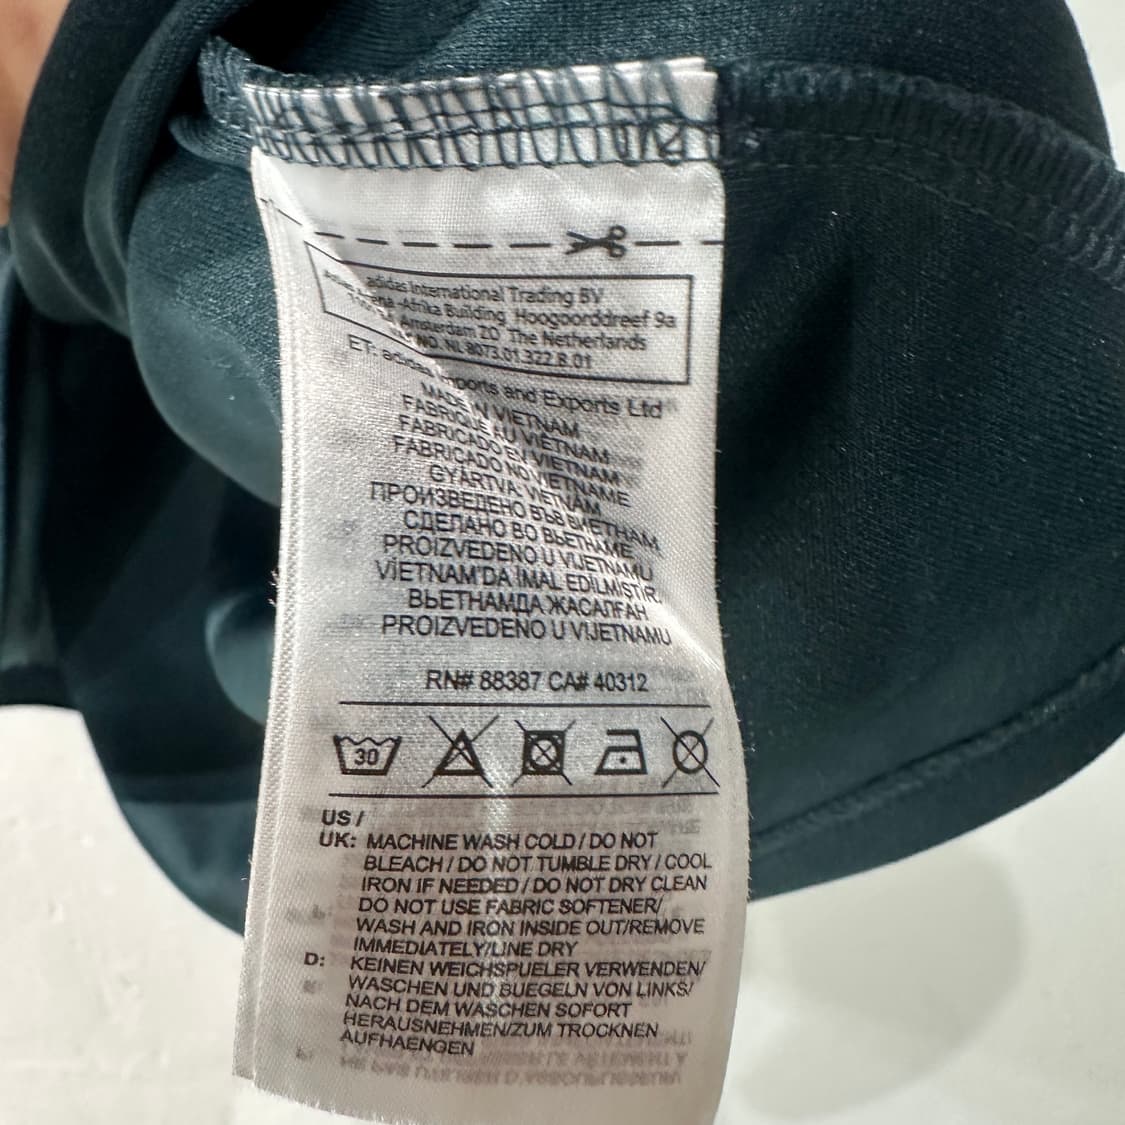 adidas International Trading BV
-Afrika Building, Hoogoorddreef 9a
Amsterdam ZO The Netherlands
NO. NL 8073.01.322.B.01
ET: adidas Imports and Exports Ltd
MADE IN VIETNAM
FABRIQUÉ AU VIETNAM
FABRICADO EN VIETNAM
FABRICADO NO VIETNAME
GYÁRTVA: VIETNÁM
ПРОИЗВЕДЕНО ВЪВ ВИЕТНАМ
СДЕЛАНО ВО ВЬЕТНАМЕ
PROIZVEDENO U VIJETNAMU
VİETNAM'DA İMAL EDİLMİŞTİR.
ВЬЕТНАМДА ЖАСАЛҒАН
PROIZVEDENO U VIJETNAMU
RN# 88387 CA# 40312
30
US /
UK: MACHINE WASH COLD / DO NOT
BLEACH / DO NOT TUMBLE DRY / COOL
IRON IF NEEDED / DO NOT DRY CLEAN
DO NOT USE FABRIC SOFTENER/
WASH AND IRON INSIDE OUT/REMOVE
IMMEDIATELY/LINE DRY
D: KEINEN WEICHSPUELER VERWENDEN/
WASCHEN UND BUEGELN VON LINKS/
NACH DEM WASCHEN SOFORT
HERAUSNEHMEN/ZUM TROCKNEN
AUFHAENGEN